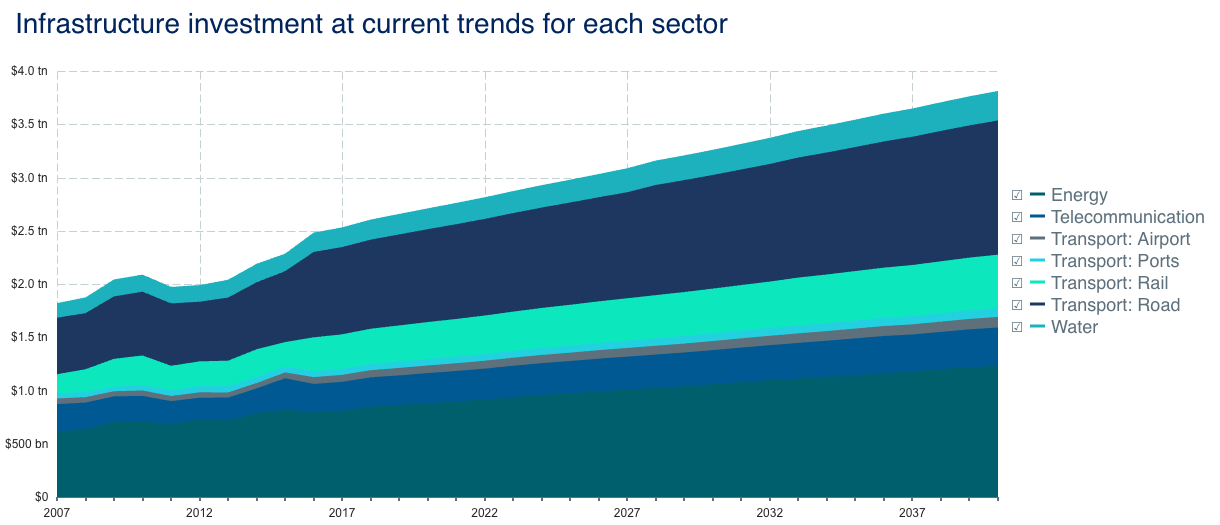 Infrastructure investment at current trends for each sector
$4.0 tn
$3.5 tn
$3.0 tn
$2.5 tn
$2.0 tn
$1.5 tn
$1.0 tn
$500 bn
$0
2007 2012 2017 2022 2027 2032 2037
Energy
Telecommunication
Transport: Airport
Transport: Ports
Transport: Rail
Transport: Road
Water